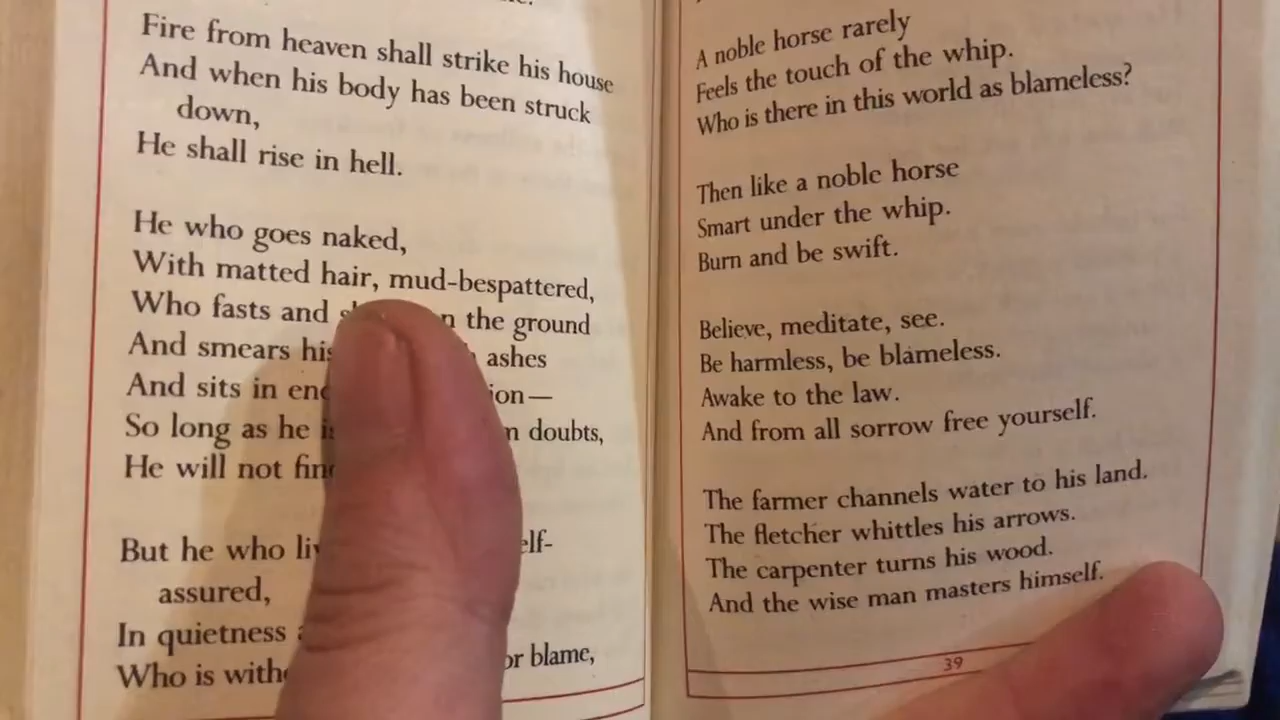 Fire from heaven shall strike his house
And when his body has been struck
down,
He shall rise in hell.
He who goes naked,
With matted hair, mud-bespattered,
Who fasts and the ground
And smears his ashes
And sits in
So long as he doubts,
He will not
But he who
assured,
In quietness
Who is or blame,
A noble horse rarely
Feels the touch of the whip.
Who is there in this world as blameless?
Then like a noble horse
Smart under the whip.
Burn and be swift.
Believe, meditate, see.
Be harmless, be blameless.
Awake to the law.
And from all sorrow free yourself.
The farmer channels water to his land.
The fletcher whittles his arrows.
The carpenter turns his wood.
And the wise man masters himself.
39